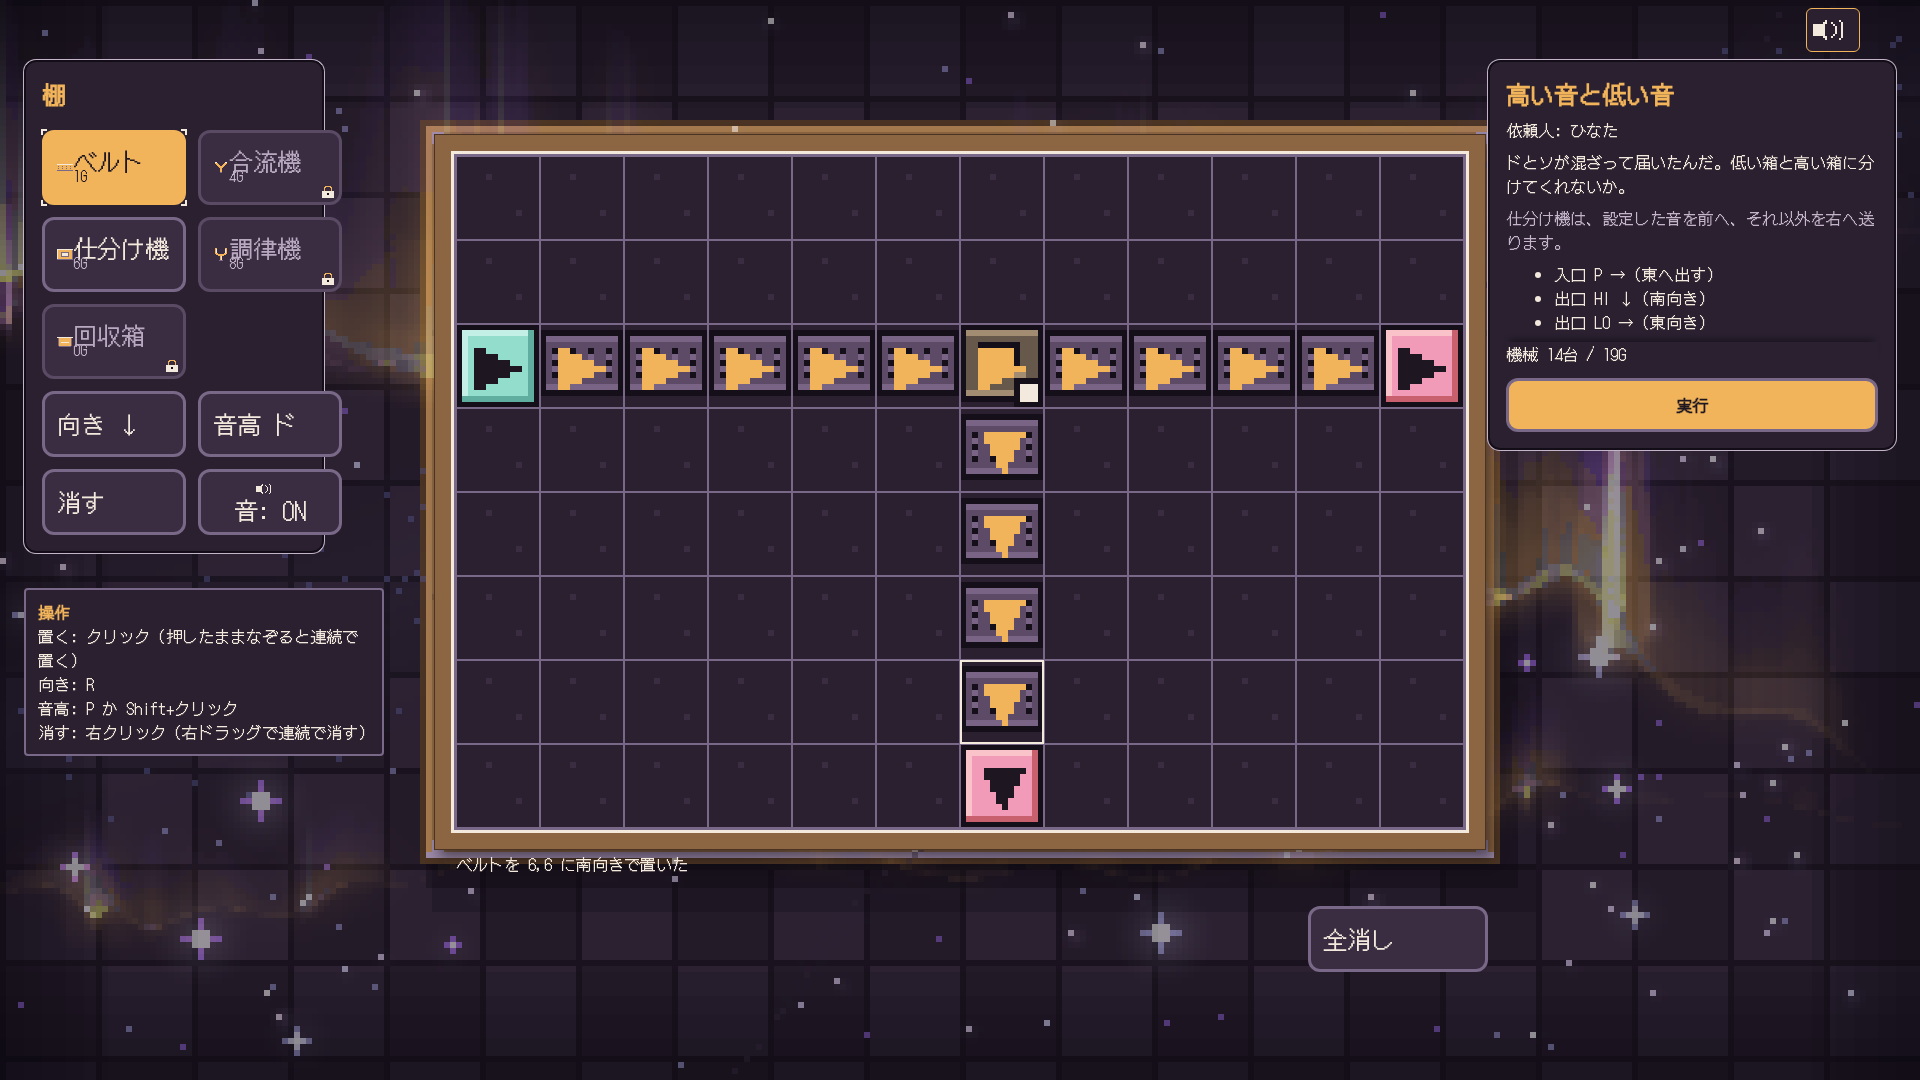 棚
ベルト
1G
合流機
4G
仕分け機
6G
調律機
8G
回収箱
0G
向き ↓
音高 ド
消す
音: ON
操作
置く: クリック (押したままなぞると連続で
置く)
向き: R
音高: P か Shift+クリック
消す: 右クリック (右ドラッグで連続で消す)
ベルトを 6,6 に南向きで置いた
全消し
高い音と低い音
依頼人: ひなた
ドとソが混ざって届いたんだ。低い箱と高い箱に分
けてくれないか。
仕分け機は、設定した音を前へ、それ以外を右へ送
ります。
• 入口 P → (東へ出す)
• 出口 HI ↓ (南向き)
• 出口 LO → (東向き)
機械 14台 / 19G
実行